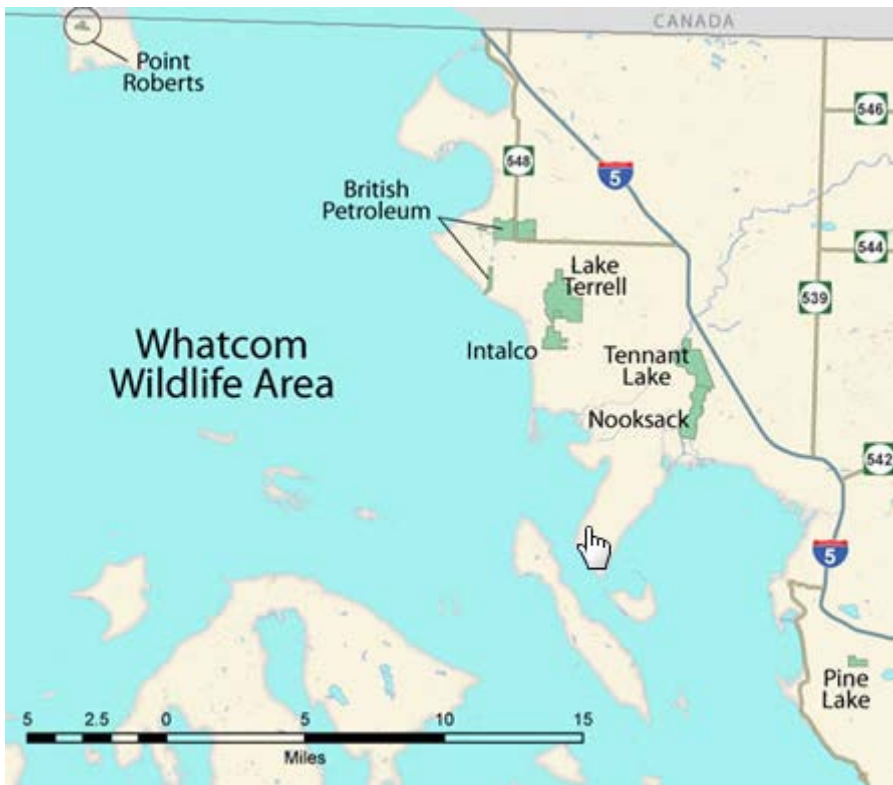 CANADA
Point
Roberts
546
548
5
British
Petroleum
544
Lake
Terrell
539
Whatcom
Wildlife Area
Intalco
Tennant
Lake
Nooksack
542
5
Pine
Lake
5 2.5 0 5 10 15
Miles